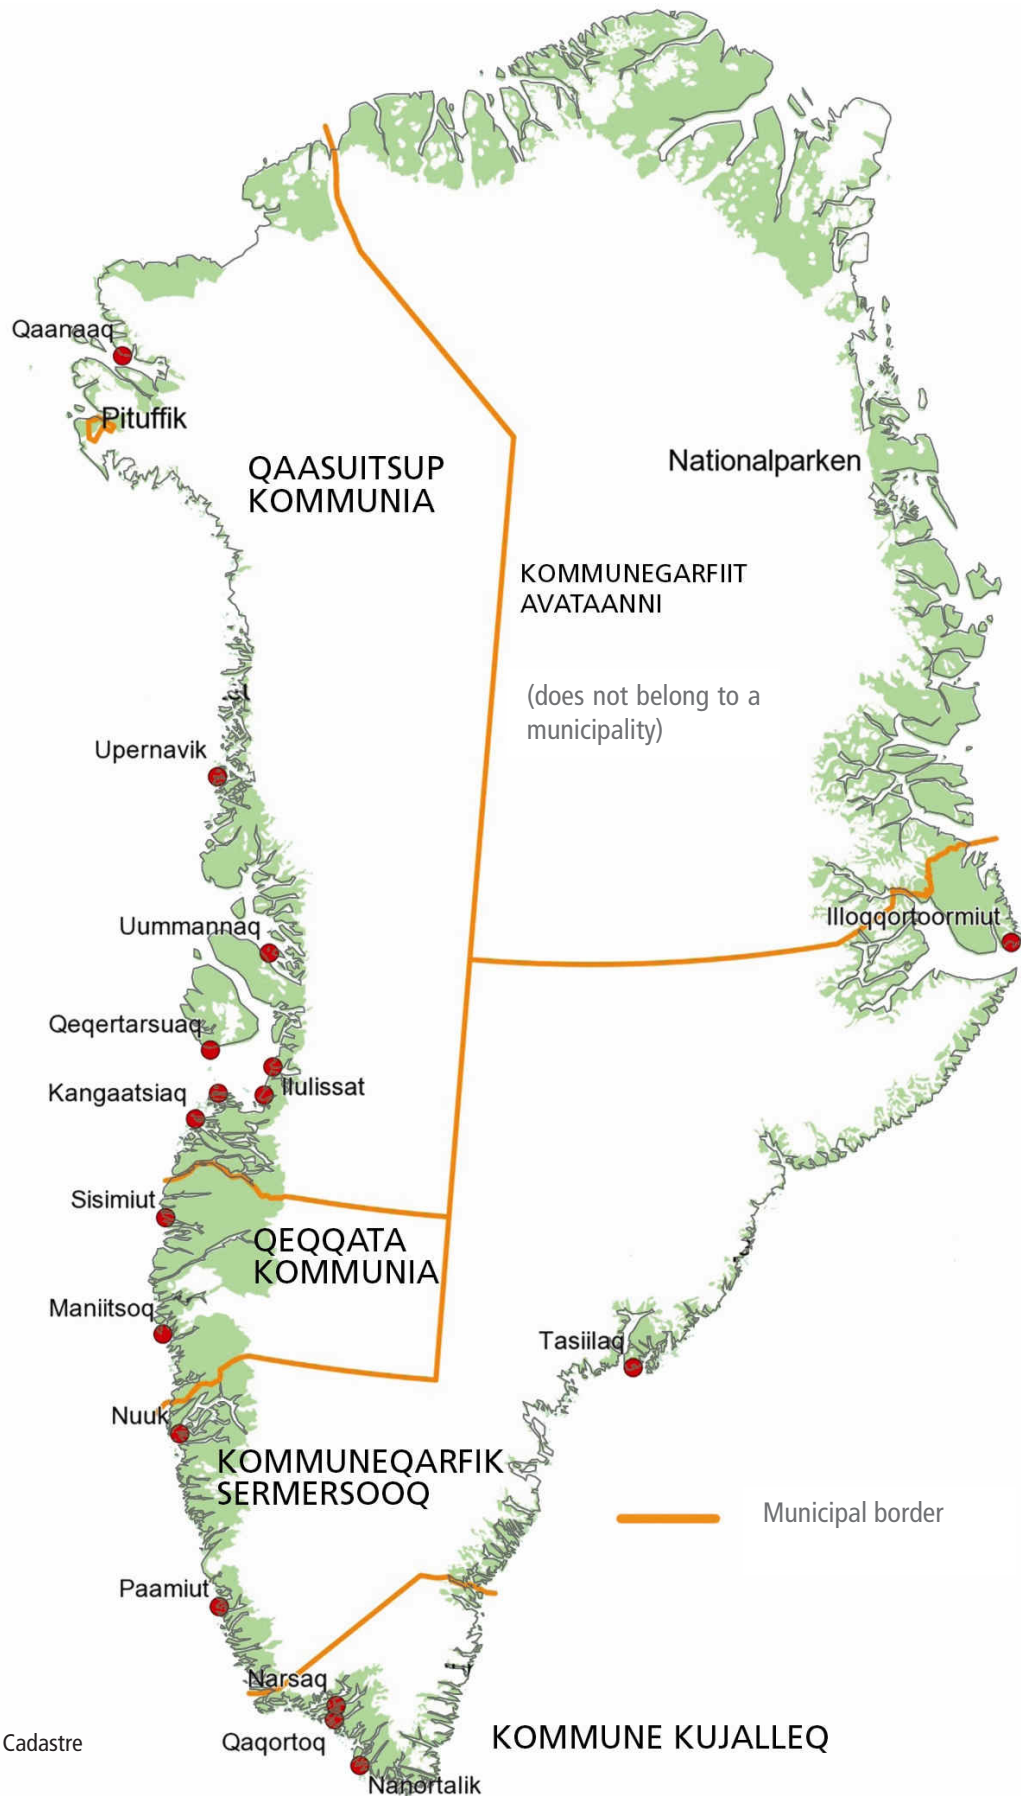 Qaanaaq
Pituffik
QAASUITSUP
KOMMUNIA
Nationalparken
KOMMUNEGARFIIT
AVATAANNI
(does not belong to a
municipality)
Upernavik
Uummannaq
Illoqqortoormiut
Qeqertarsuaq
Kangaatsiaq
Ilulissat
Sisimiut
QEQQATA
KOMMUNIA
Maniitsoq
Tasiilaq
Nuuk
KOMMUNEQARFIK
SERMERSOOQ
Municipal border
Paamiut
Narsaq
Qaqortoq
KOMMUNE KUJALLEQ
Cadastre
Nanortalik